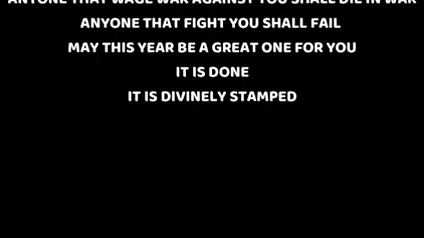 ANYONE THAT WAGE WAR AGAINST YOU SHALL DIE IN WAR
ANYONE THAT FIGHT YOU SHALL FAIL
MAY THIS YEAR BE A GREAT ONE FOR YOU
IT IS DONE
IT IS DIVINELY STAMPED